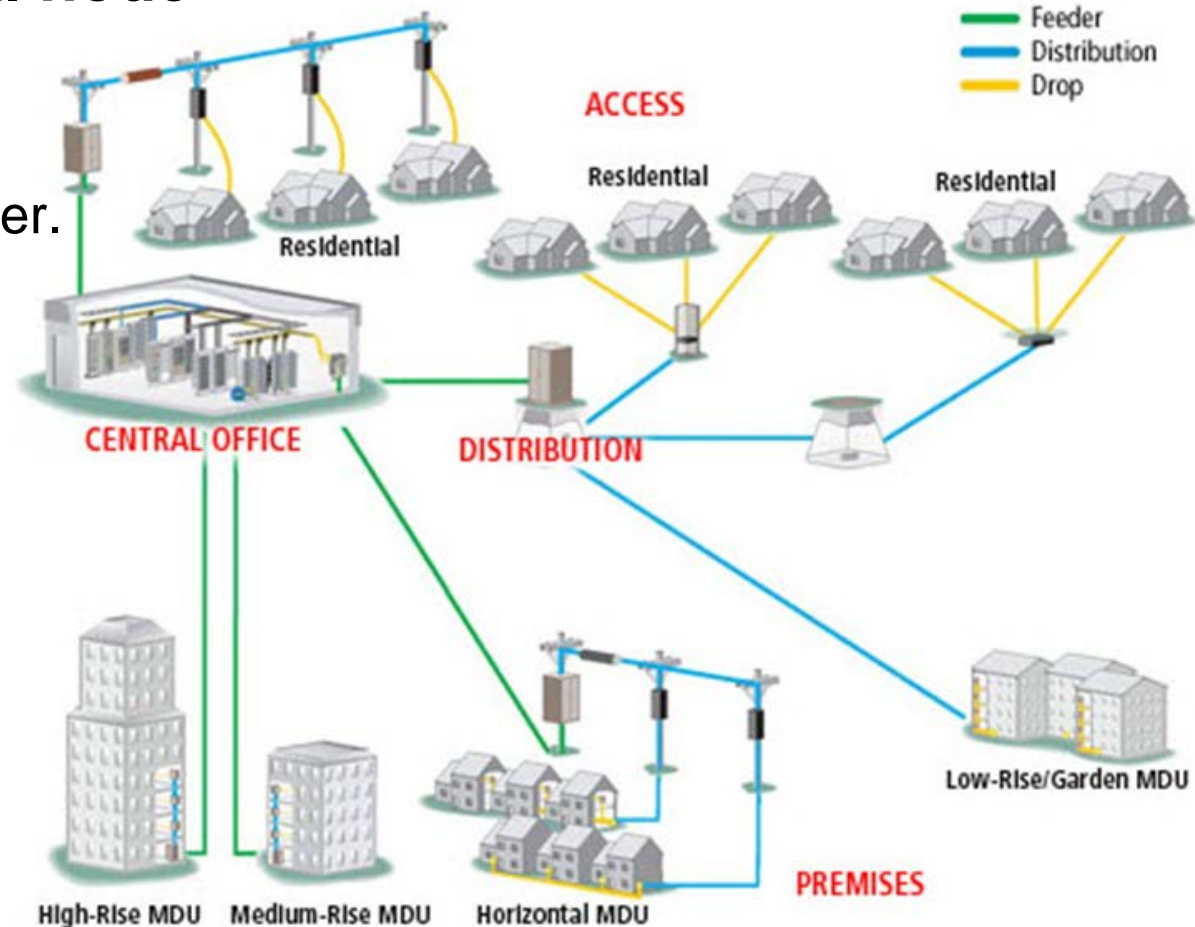 Feeder
Distribution
Drop
ACCESS
er.
Residential
Residential
Residential
CENTRAL OFFICE
DISTRIBUTION
Low-Rise/Garden MDU
PREMISES
High-Rise MDU
Medium-Rise MDU
Horizontal MDU